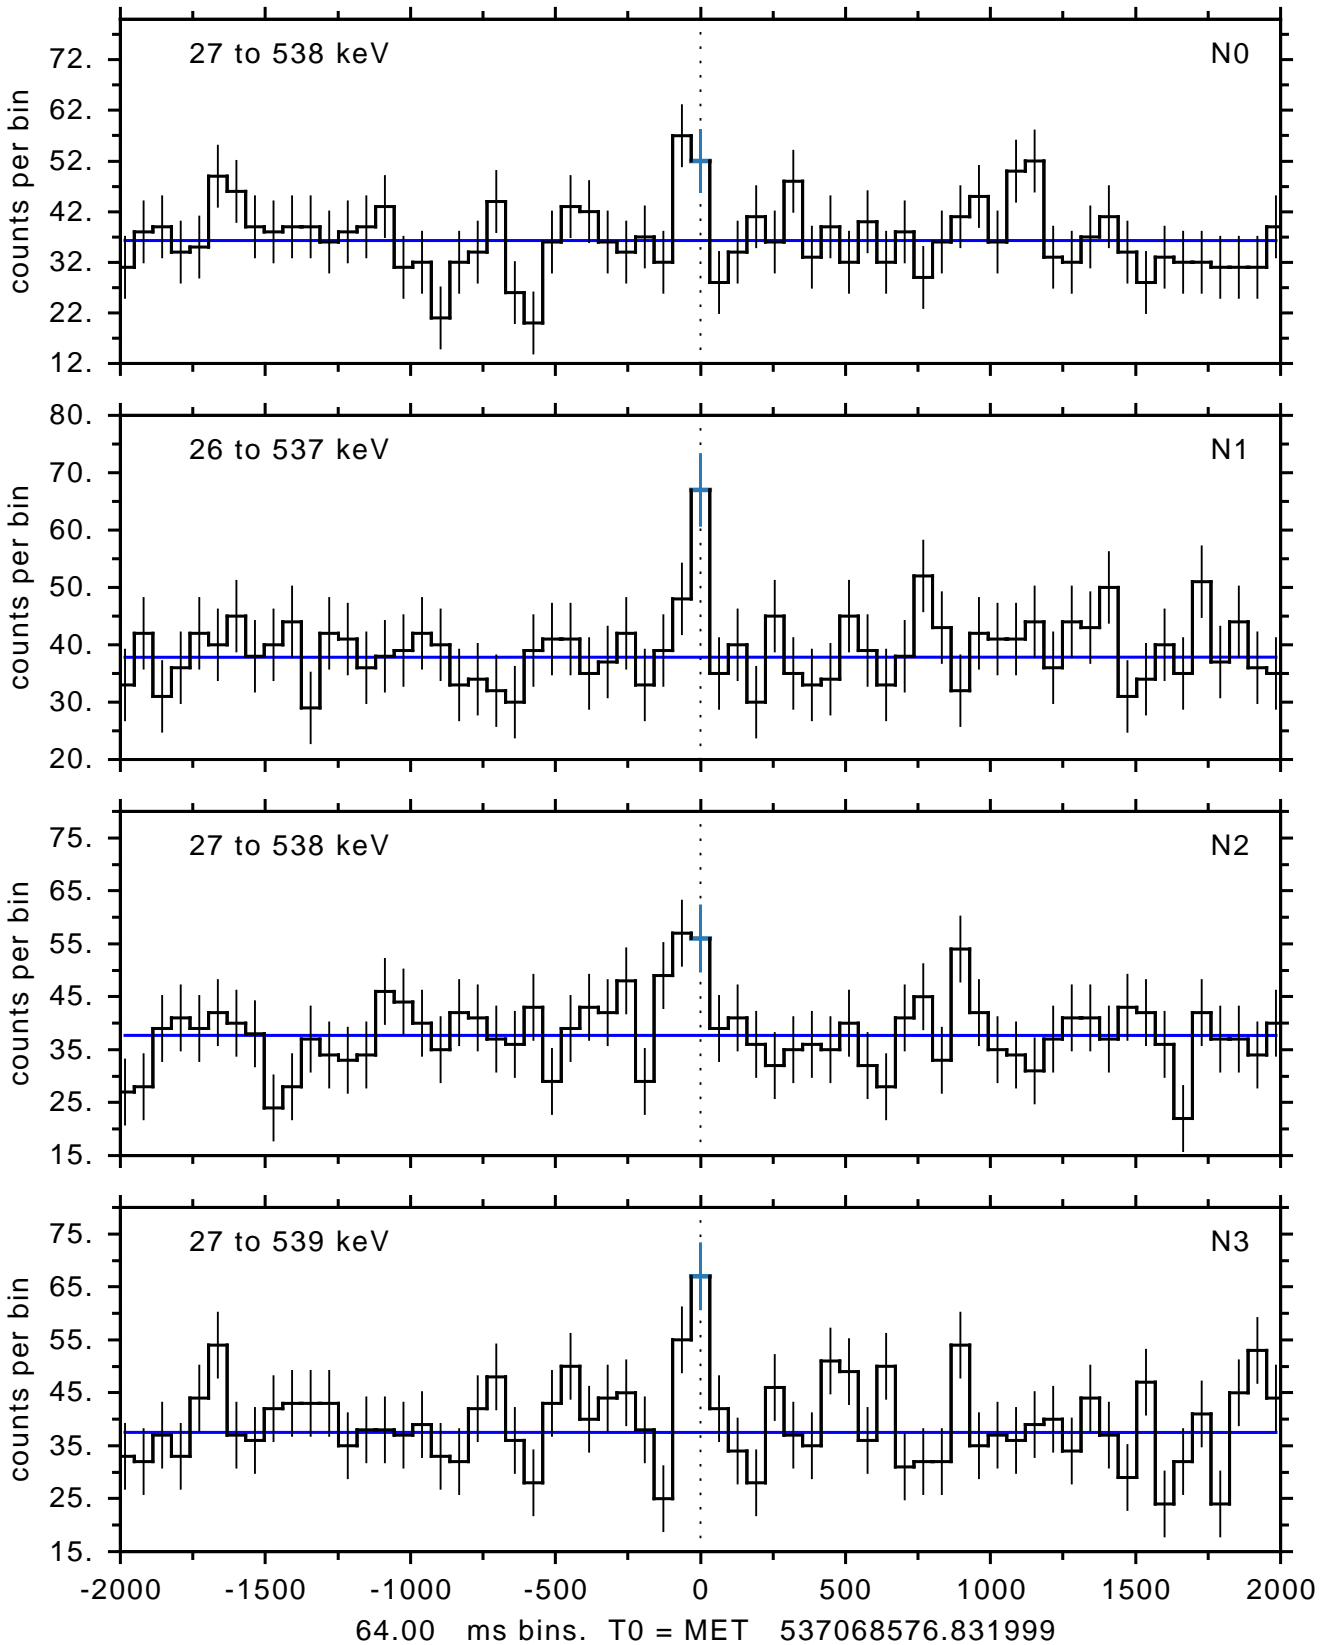 27 to 538 keV N0
72.
62.
52.
42.
32.
22.
12.
counts per bin
26 to 537 keV N1
80.
70.
60.
50.
40.
30.
20.
counts per bin
27 to 538 keV N2
75.
65.
55.
45.
35.
25.
15.
counts per bin
27 to 539 keV N3
75.
65.
55.
45.
35.
25.
15.
counts per bin
-2000 -1500 -1000 -500 0 500 1000 1500 2000
64.00 ms bins. T0 = MET 537068576.831999